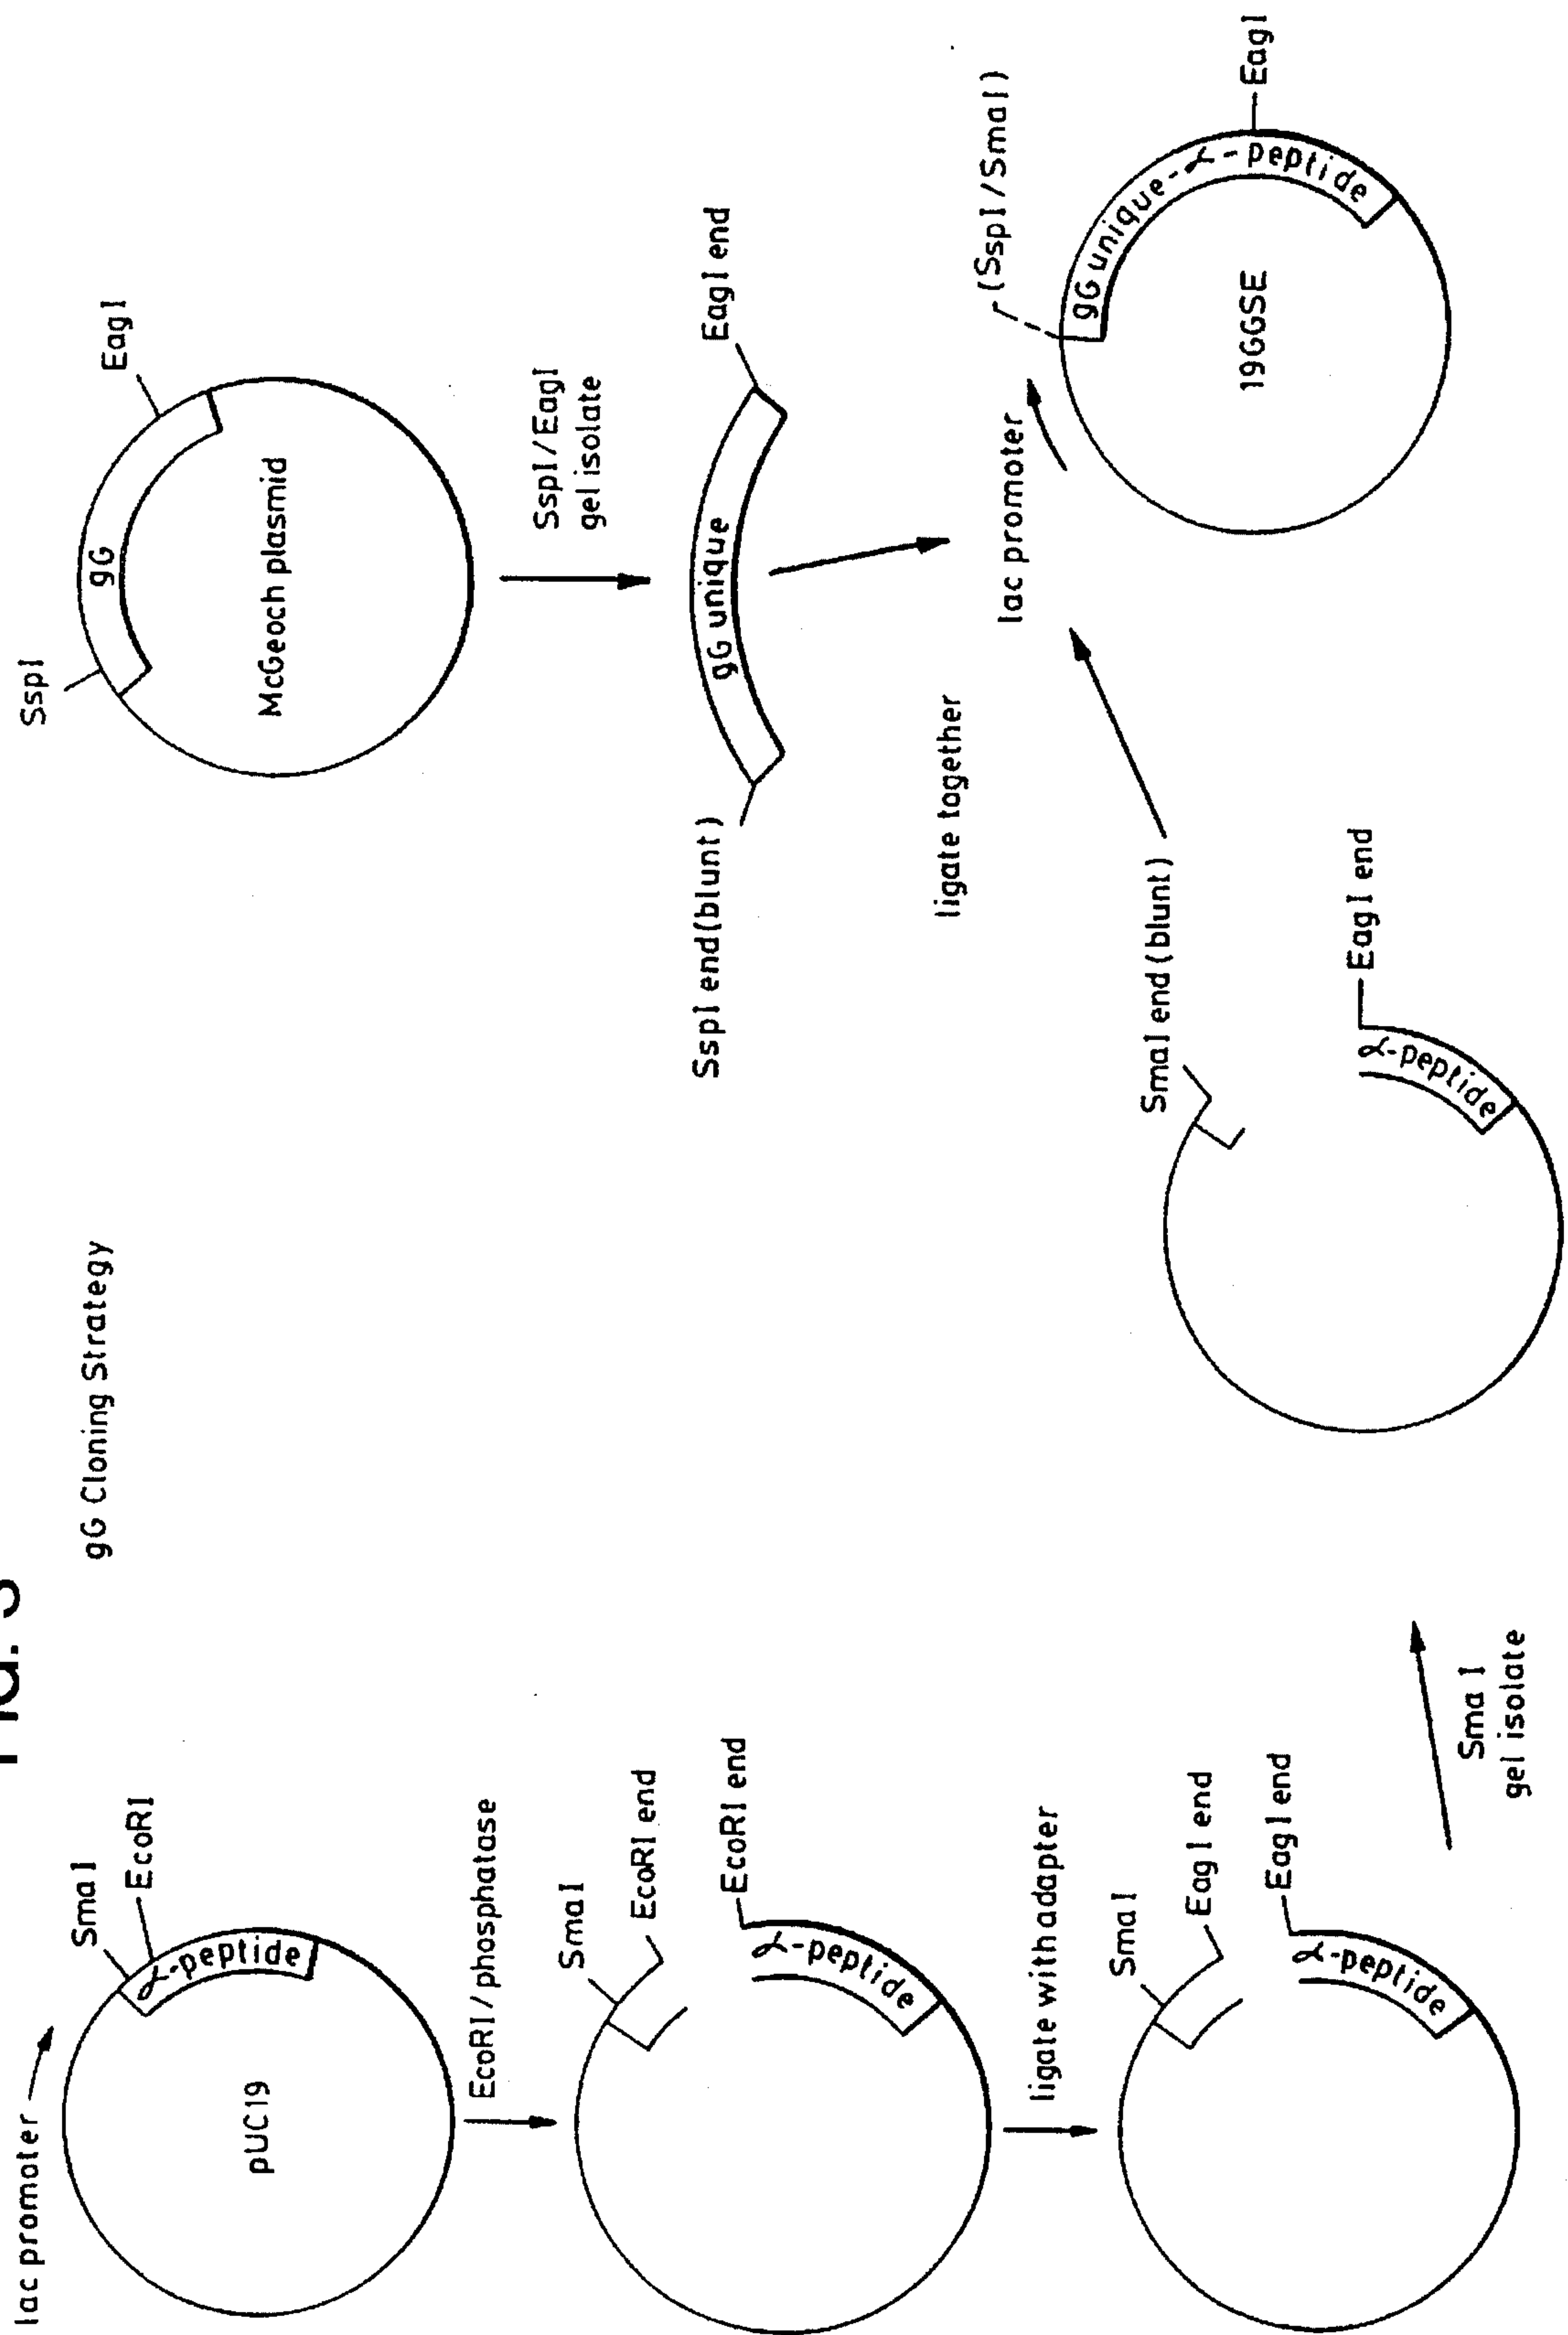 FIG. 3
gG Cloning Strategy
lac promoter
SmaI
EcoRI
α-peptide
pUC19
EcoRI/phosphatase
SmaI
EcoRI end
EcoRI end
α-peptide
ligate with adapter
SmaI
EagI end
EagI end
α-peptide
Sma I
gel isolate
SmaI end(blunt)
EagI end
α-peptide
SspI
EagI
gG
McGeoch plasmid
SspI/EagI
gel isolate
SspI end(blunt)
gG unique
EagI end
ligate together
lac promoter
(SspI/SmaI)
gG unique-α-peptide
EagI
19GGSE